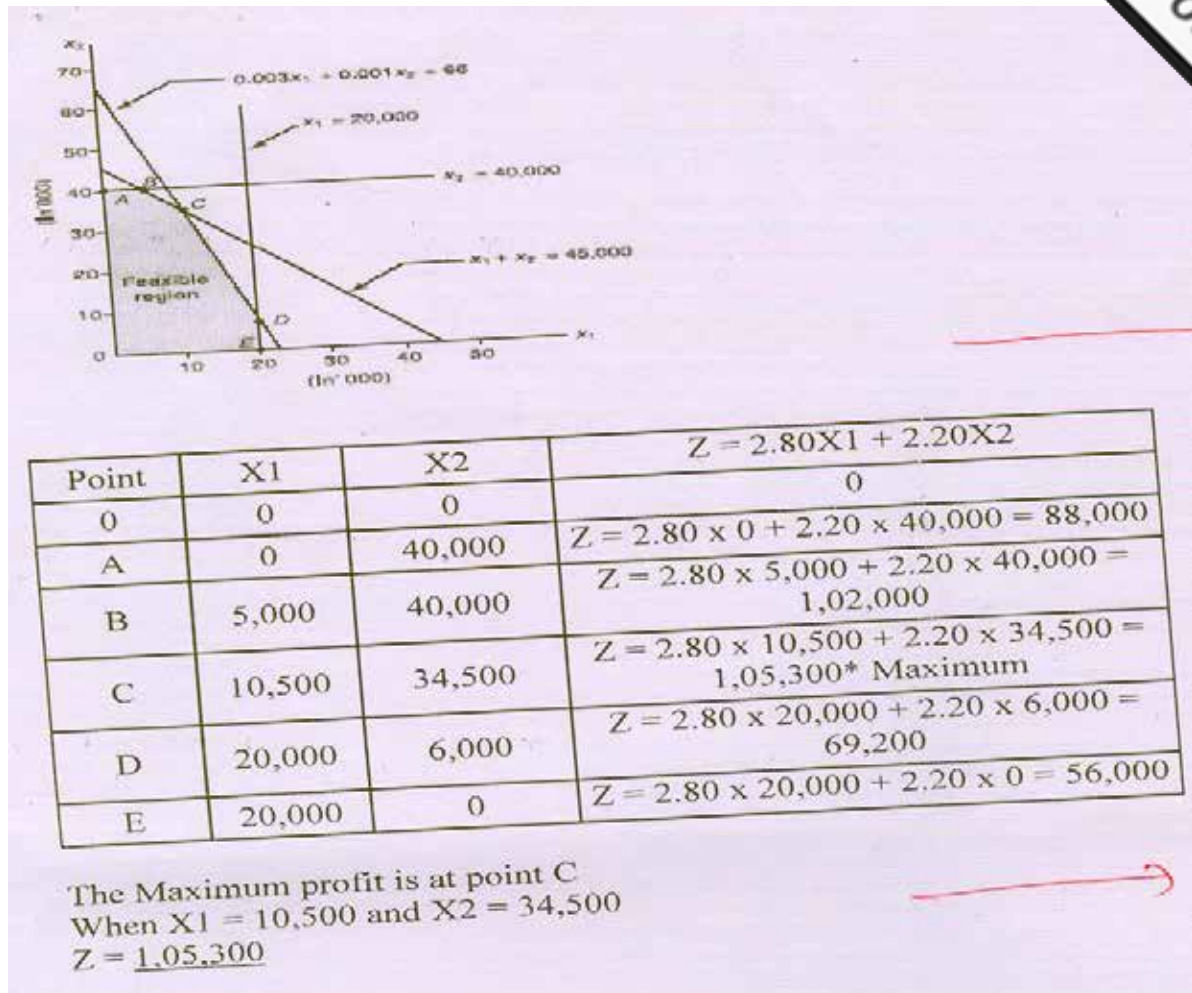 X₂
70
0.003x₁ + 0.001x₂ = 66
60
x₁ = 20,000
50
x₂ = 40,000
40
A B C
(In'000)
30
x₁ + x₂ = 45,000
20
Feasible
region
10
D
E
0 10 20 30 40 50 X₁
(In' 000)
Point X1 X2 Z = 2.80X1 + 2.20X2
0 0 0 0
A 0 40,000 Z = 2.80 x 0 + 2.20 x 40,000 = 88,000
B 5,000 40,000 Z = 2.80 x 5,000 + 2.20 x 40,000 =
1,02,000
C 10,500 34,500 Z = 2.80 x 10,500 + 2.20 x 34,500 =
1,05,300* Maximum
D 20,000 6,000 Z = 2.80 x 20,000 + 2.20 x 6,000 =
69,200
E 20,000 0 Z = 2.80 x 20,000 + 2.20 x 0 = 56,000
The Maximum profit is at point C
When X1 = 10,500 and X2 = 34,500
Z = 1,05,300